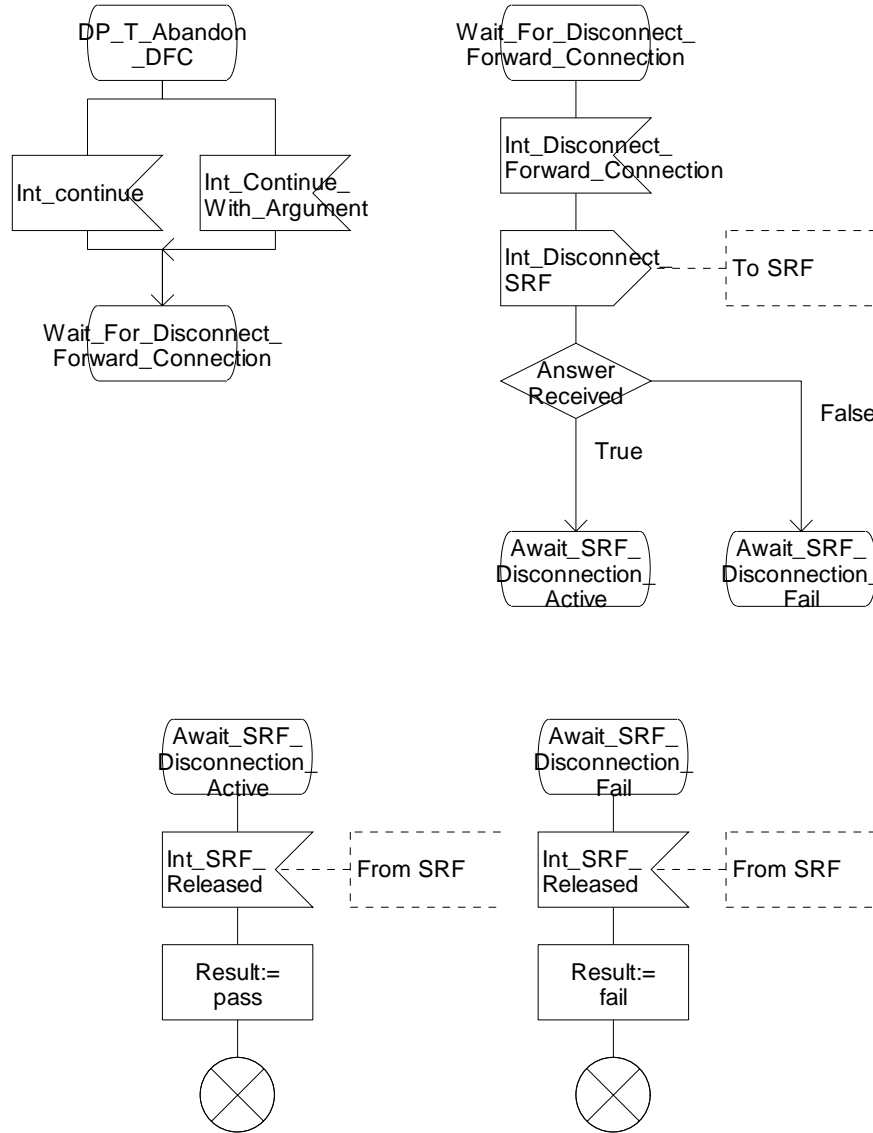 DP_T_Abandon
_DFC
Int_continue
Int_Continue_
With_Argument
Wait_For_Disconnect_
Forward_Connection
Wait_For_Disconnect_
Forward_Connection
Int_Disconnect_
Forward_Connection
Int_Disconnect_
SRF
To SRF
Answer
Received
False
True
Await_SRF_
Disconnection_
Active
Await_SRF_
Disconnection_
Fail
Await_SRF_
Disconnection_
Active
Int_SRF_
Released
From SRF
Result:=
pass
Await_SRF_
Disconnection_
Fail
Int_SRF_
Released
From SRF
Result:=
fail